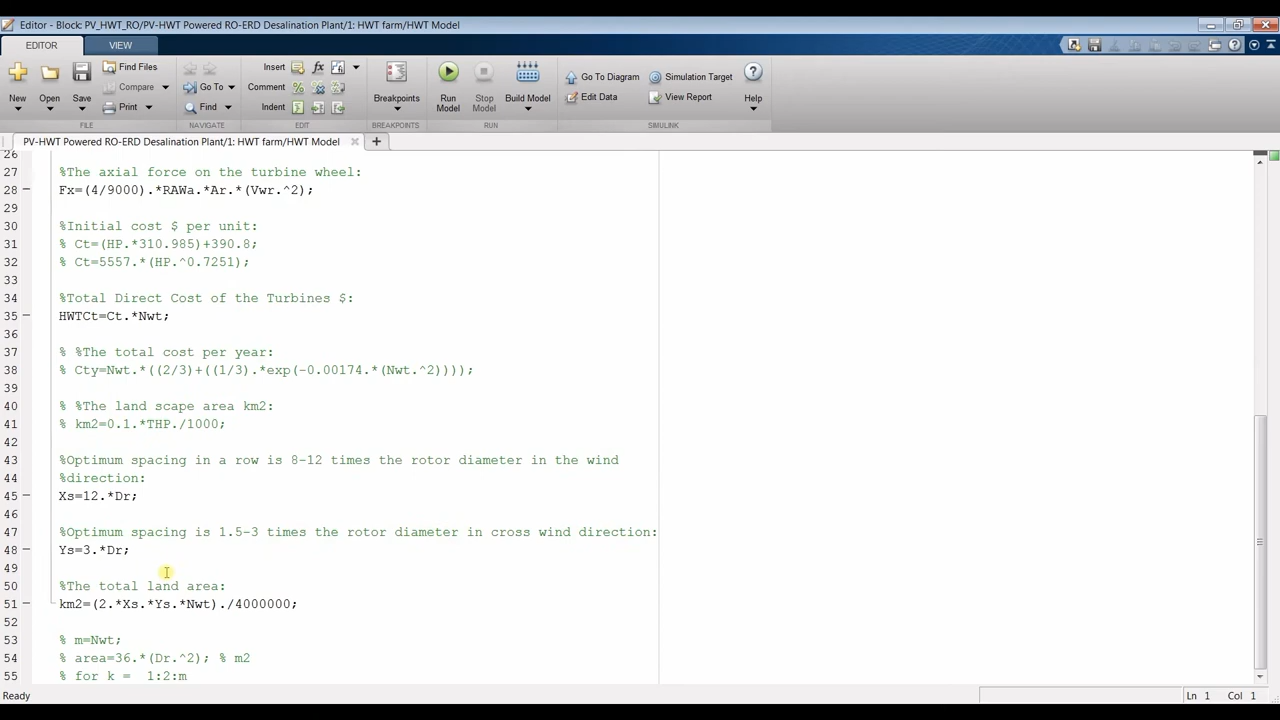 Editor - Block: PV_HWT_RO/PV-HWT Powered RO-ERD Desalination Plant/1: HWT farm/HWT Model
EDITOR VIEW
New Open Save Find Files Compare Print
Go To Find
Insert fx
Comment
Indent
Breakpoints
Run Model
Stop Model
Build Model
Go To Diagram
Edit Data
Simulation Target
View Report
Help
FILE NAVIGATE EDIT BREAKPOINTS RUN SIMULINK
PV-HWT Powered RO-ERD Desalination Plant/1: HWT farm/HWT Model
26
27 %The axial force on the turbine wheel:
28 Fx=(4/9000).*RAWa.*Ar.*(Vwr.^2);
29
30 %Initial cost $ per unit:
31 % Ct=(HP.*310.985)+390.8;
32 % Ct=5557.*(HP.^0.7251);
33
34 %Total Direct Cost of the Turbines $:
35 HWTCt=Ct.*Nwt;
36
37 % %The total cost per year:
38 % Cty=Nwt.*((2/3)+((1/3).*exp(-0.00174.*(Nwt.^2))));
39
40 % %The land scape area km2:
41 % km2=0.1.*THP./1000;
42
43 %Optimum spacing in a row is 8-12 times the rotor diameter in the wind
44 %direction:
45 Xs=12.*Dr;
46
47 %Optimum spacing is 1.5-3 times the rotor diameter in cross wind direction:
48 Ys=3.*Dr;
49
50 %The total land area:
51 km2=(2.*Xs.*Ys.*Nwt)./4000000;
52
53 % m=Nwt;
54 % area=36.*(Dr.^2); % m2
55 % for k = 1:2:m
Ready
Ln 1 Col 1